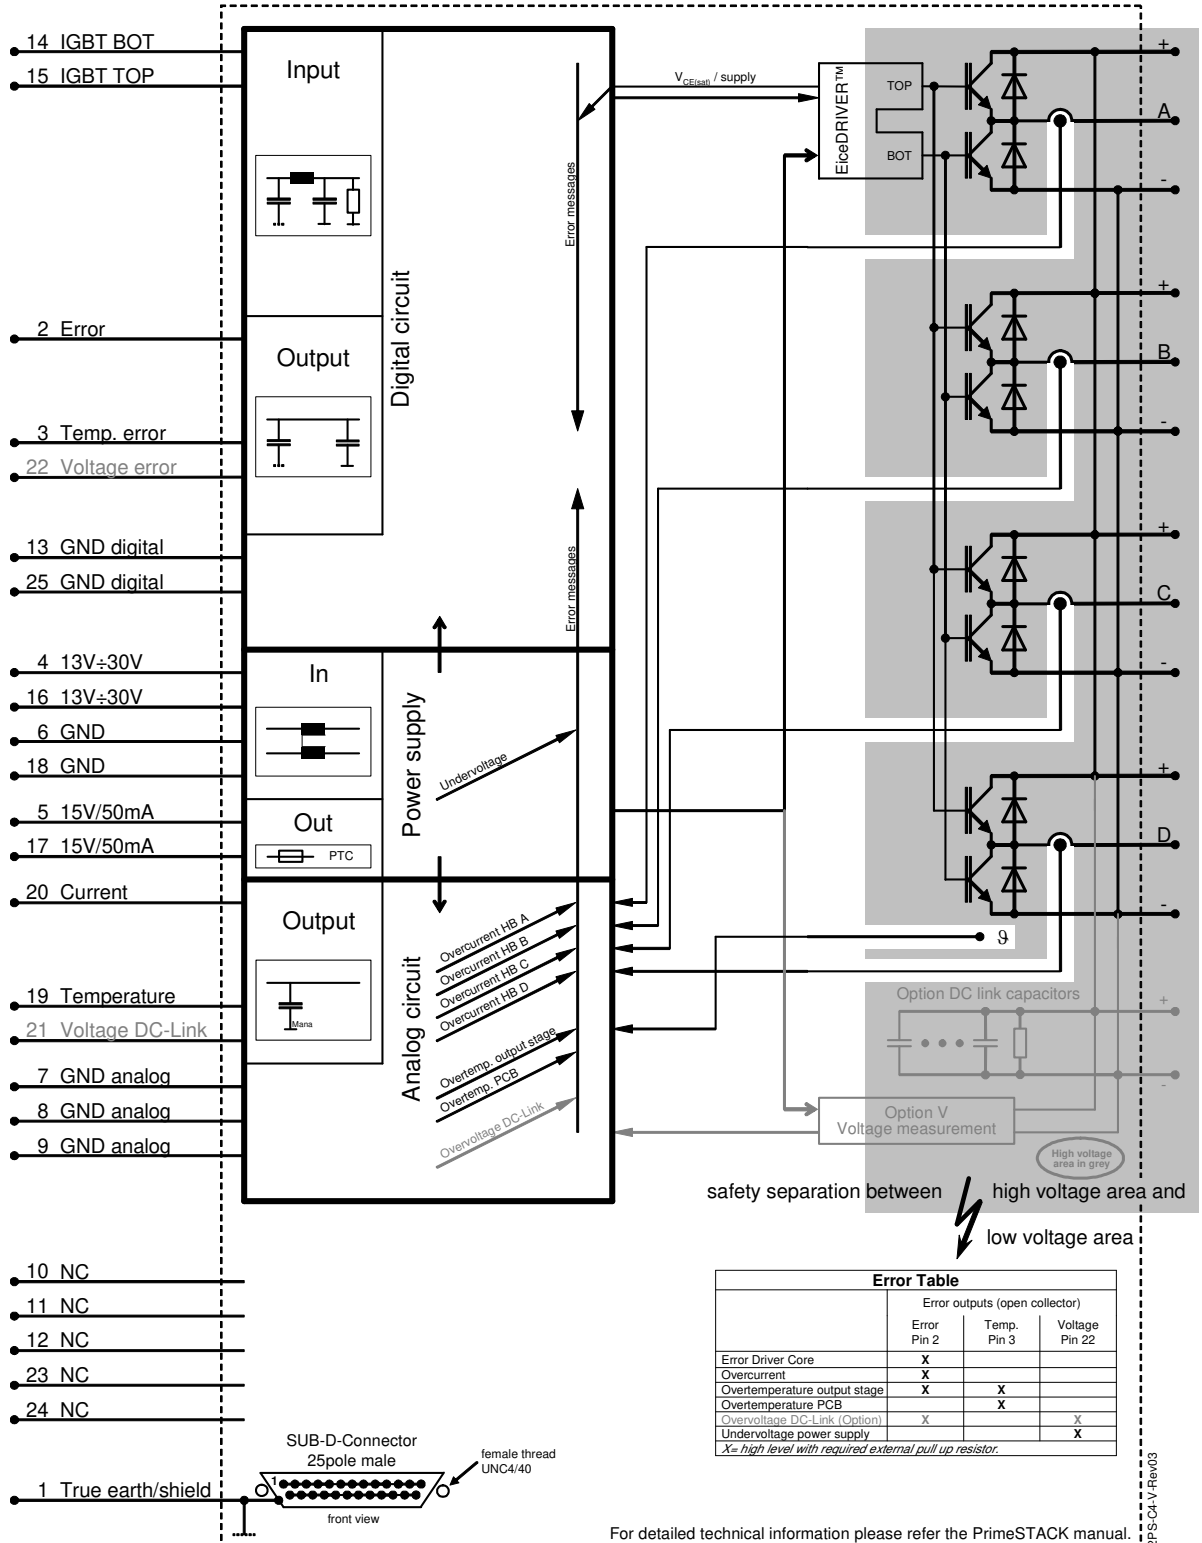 14 IGBT BOT
15 IGBT TOP
2 Error
3 Temp. error
22 Voltage error
13 GND digital
25 GND digital
4 13V÷30V
16 13V÷30V
6 GND
18 GND
5 15V/50mA
17 15V/50mA
20 Current
19 Temperature
21 Voltage DC-Link
7 GND analog
8 GND analog
9 GND analog
10 NC
11 NC
12 NC
23 NC
24 NC
1 True earth/shield
Input
Output
Digital circuit
Error messages
Error messages
In
Out
PTC
Power supply
Undervoltage
Output
Mana
Analog circuit
Overcurrent HB A
Overcurrent HB B
Overcurrent HB C
Overcurrent HB D
Overtemp. output stage
Overtemp. PCB
Overvoltage DC-Link
VCE(sat) / supply
EiceDRIVER™
TOP
BOT
+
A
-
+
B
-
+
C
-
+
D
-
ϑ
Option DC link capacitors
+
-
Option V
Voltage measurement
High voltage
area in grey
safety separation between high voltage area and
low voltage area
Error Table
Error outputs (open collector)
Error Temp. Voltage
Pin 2 Pin 3 Pin 22
Error Driver Core X
Overcurrent X
Overtemperature output stage X X
Overtemperature PCB X
Overvoltage DC-Link (Option) X X
Undervoltage power supply X
X= high level with required external pull up resistor.
SUB-D-Connector
25pole male
female thread
UNC4/40
1
front view
For detailed technical information please refer the PrimeSTACK manual.
2PS-C4-V-Rev03